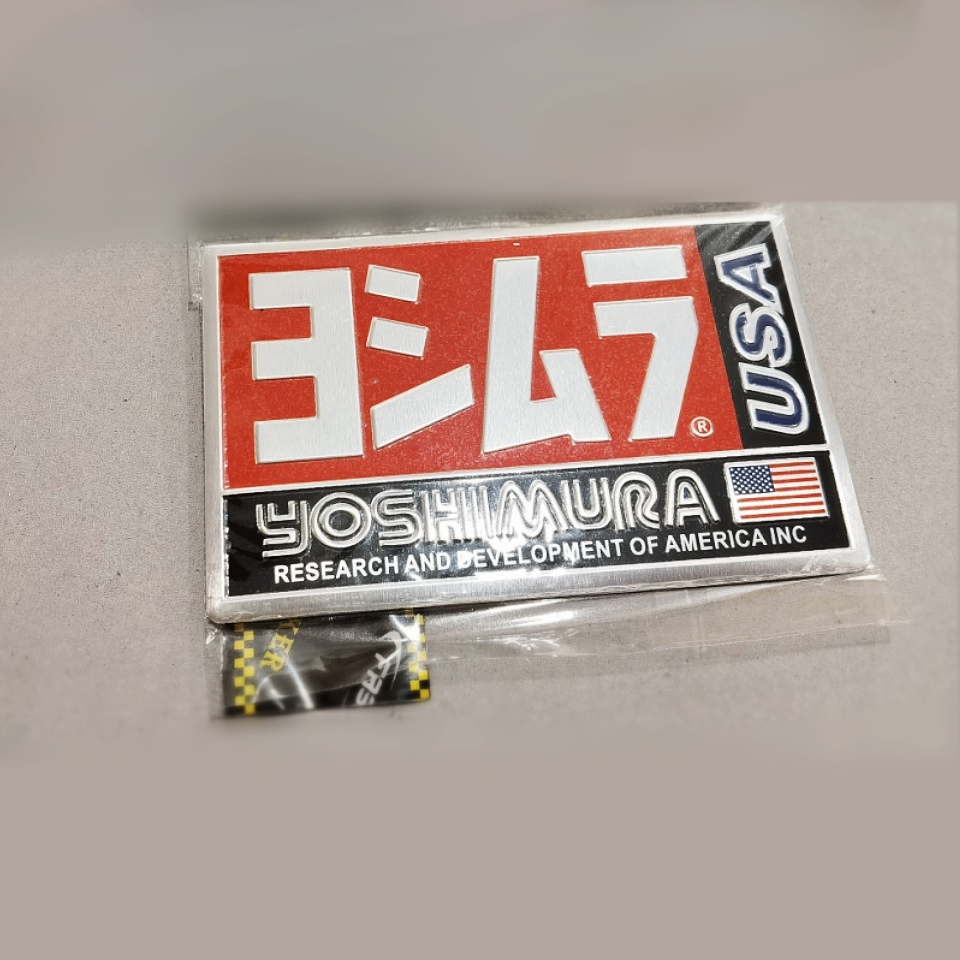 ヨシムラ
®
USA
YOSHIMURA
RESEARCH AND DEVELOPMENT OF AMERICA INC